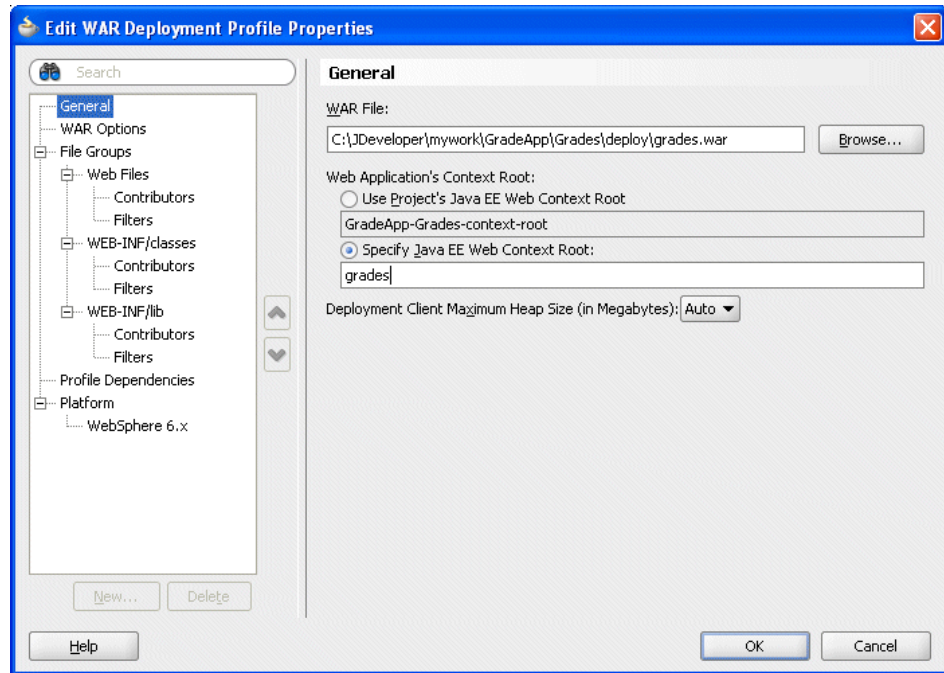 Edit WAR Deployment Profile Properties
Search
General
WAR Options
File Groups
Web Files
Contributors
Filters
WEB-INF/classes
Contributors
Filters
WEB-INF/lib
Contributors
Filters
Profile Dependencies
Platform
WebSphere 6.x
New...
Delete
General
WAR File:
C:\JDeveloper\mywork\GradeApp\Grades\deploy\grades.war
Browse...
Web Application's Context Root:
Use Project's Java EE Web Context Root
GradeApp-Grades-context-root
Specify Java EE Web Context Root:
grades
Deployment Client Maximum Heap Size (in Megabytes): Auto
Help
OK
Cancel